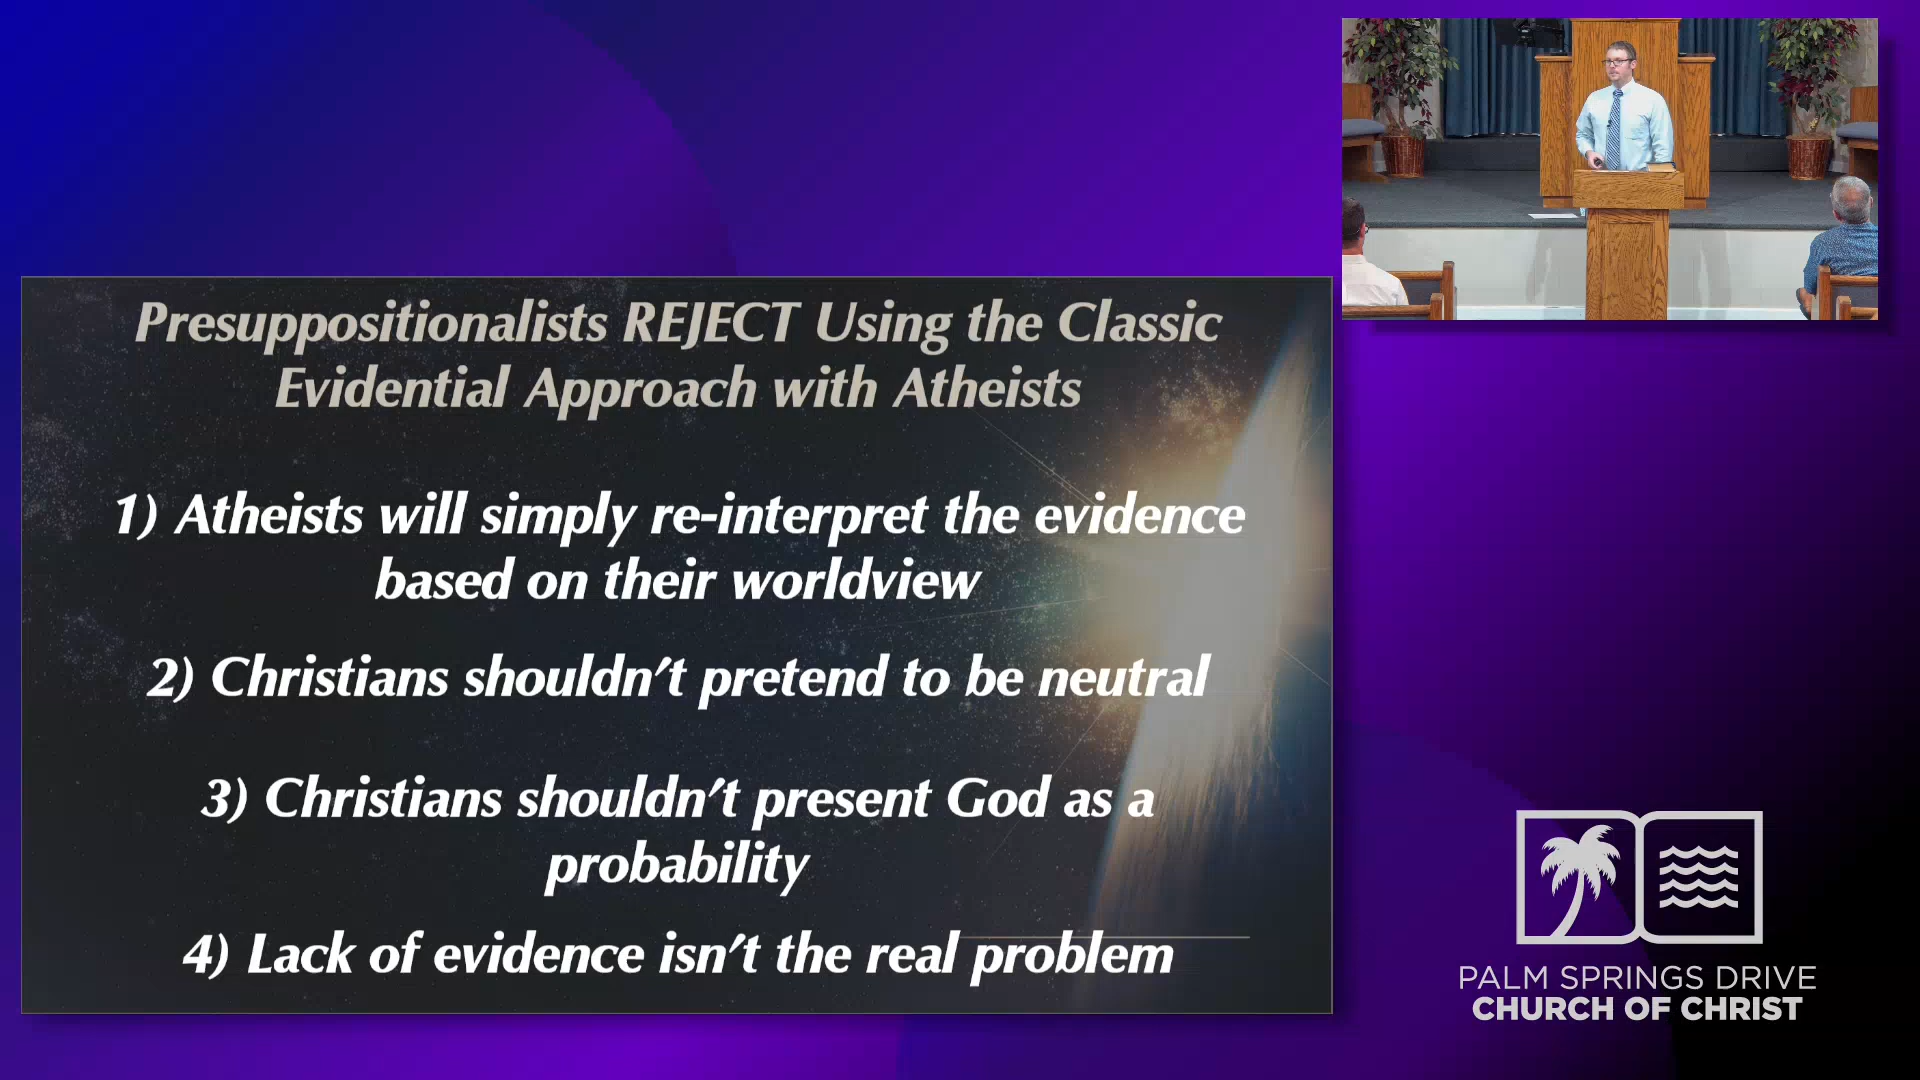 Presuppositionalists REJECT Using the Classic
Evidential Approach with Atheists
1) Atheists will simply re-interpret the evidence
based on their worldview
2) Christians shouldn't pretend to be neutral
3) Christians shouldn't present God as a
probability
4) Lack of evidence isn't the real problem
PALM SPRINGS DRIVE
CHURCH OF CHRIST